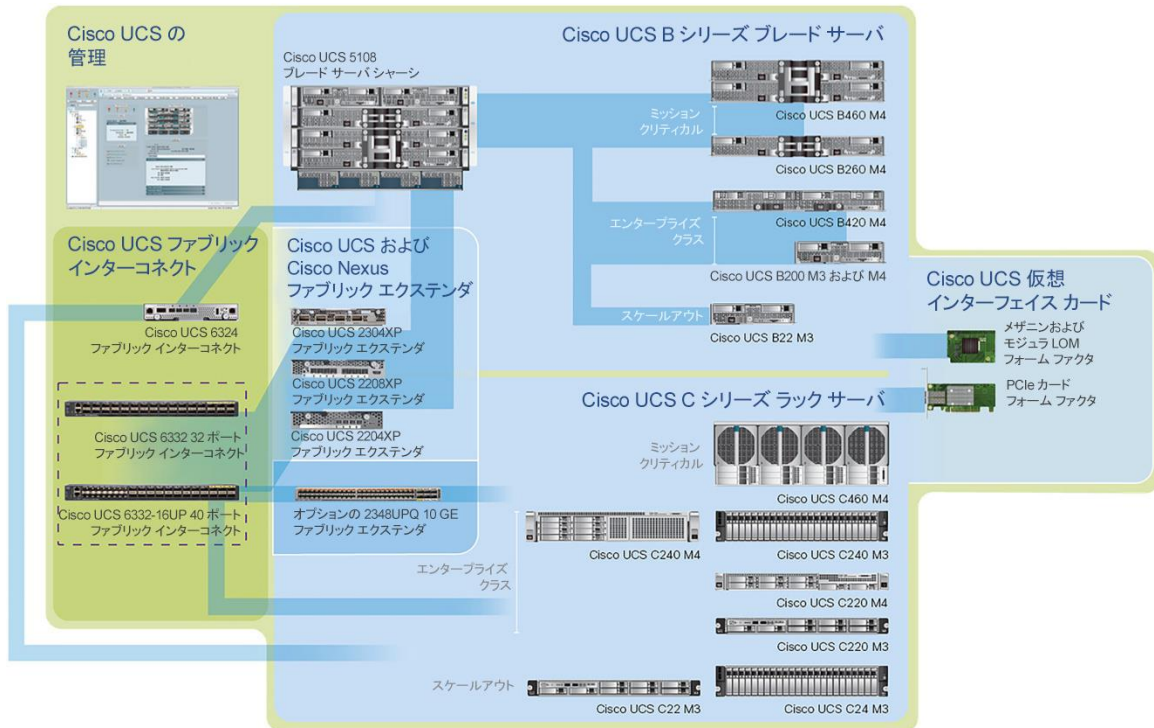 Cisco UCS の
管理
Cisco UCS B シリーズ ブレード サーバ
Cisco UCS 5108
ブレード サーバ シャーシ
ミッション
クリティカル
Cisco UCS B460 M4
Cisco UCS B260 M4
エンタープライズ
クラス
Cisco UCS B420 M4
Cisco UCS B200 M3 および M4
スケールアウト
Cisco UCS B22 M3
Cisco UCS ファブリック
インターコネクト
Cisco UCS 6324
ファブリック インターコネクト
Cisco UCS 6332 32 ポート
ファブリック インターコネクト
Cisco UCS 6332-16UP 40 ポート
ファブリック インターコネクト
Cisco UCS および
Cisco Nexus
ファブリック エクステンダ
Cisco UCS 2304XP
ファブリック エクステンダ
Cisco UCS 2208XP
ファブリック エクステンダ
Cisco UCS 2204XP
ファブリック エクステンダ
オプションの 2348UPQ 10 GE
ファブリック エクステンダ
Cisco UCS 仮想
インターフェイス カード
メザニンおよび
モジュラ LOM
フォーム ファクタ
PCIe カード
フォーム ファクタ
Cisco UCS C シリーズ ラック サーバ
ミッション
クリティカル
Cisco UCS C460 M4
エンタープライズ
クラス
Cisco UCS C240 M4
Cisco UCS C240 M3
Cisco UCS C220 M4
Cisco UCS C220 M3
スケールアウト
Cisco UCS C22 M3
Cisco UCS C24 M3